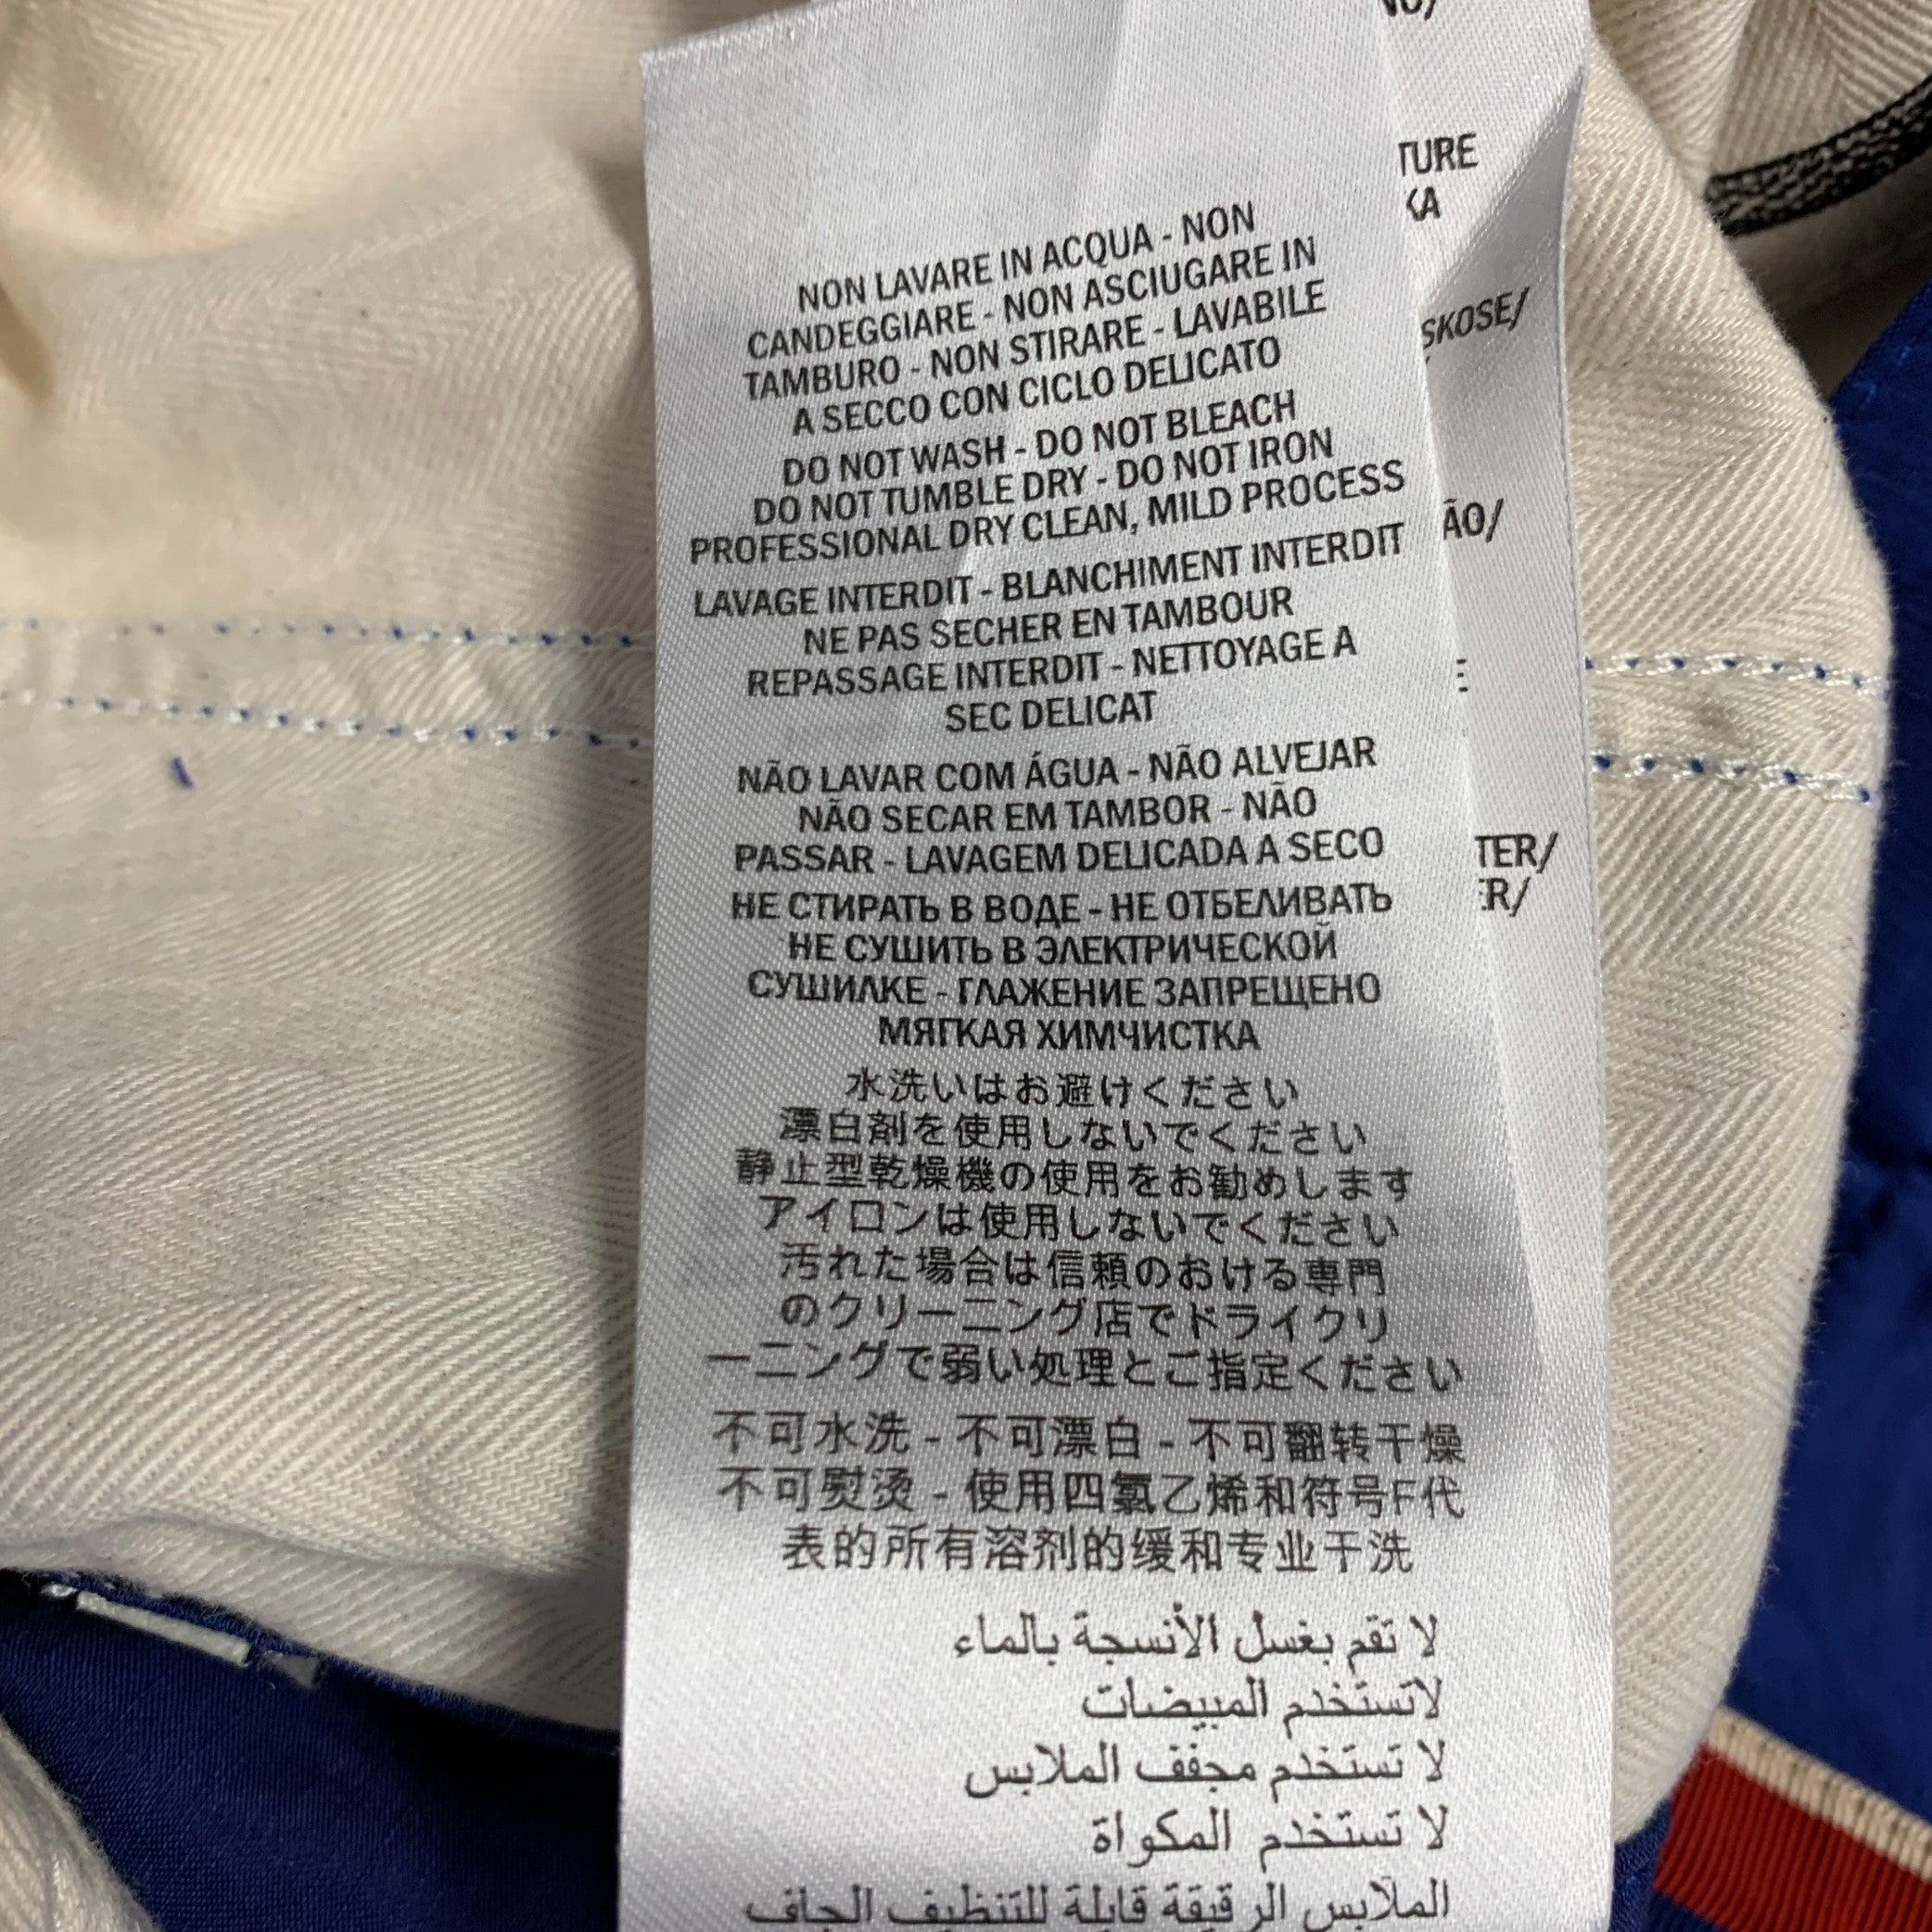 NON LAVARE IN ACQUA - NON
CANDEGGIARE - NON ASCIUGARE IN
TAMBURO - NON STIRARE - LAVABILE
A SECCO CON CICLO DELICATO
DO NOT WASH - DO NOT BLEACH
DO NOT TUMBLE DRY - DO NOT IRON
PROFESSIONAL DRY CLEAN, MILD PROCESS
LAVAGE INTERDIT - BLANCHIMENT INTERDIT
NE PAS SECHER EN TAMBOUR
REPASSAGE INTERDIT - NETTOYAGE A
SEC DELICAT
NÃO LAVAR COM ÁGUA - NÃO ALVEJAR
NÃO SECAR EM TAMBOR - NÃO
PASSAR - LAVAGEM DELICADA A SECO
НЕ СТИРАТЬ В ВОДЕ - НЕ ОТБЕЛИВАТЬ
НЕ СУШИТЬ В ЭЛЕКТРИЧЕСКОЙ
СУШИЛКЕ - ГЛАЖЕНИЕ ЗАПРЕЩЕНО
МЯГКАЯ ХИМЧИСТКА
水洗いはお避けください
漂白剤を使用しないでください
静止型乾燥機の使用をお勧めします
アイロンは使用しないでください
汚れた場合は信頼のおける専門
のクリーニング店でドライクリ
ーニングで弱い処理とご指定ください
不可水洗 - 不可漂白 - 不可翻转干燥
不可熨烫 - 使用四氯乙烯和符号F代
表的所有溶剂的缓和专业干洗
لا تقم بغسل الأنسجة بالماء
لاتستخدم المبيضات
لا تستخدم مجفف الملابس
لا تستخدم المكواة
الملابس الرقيقة قابلة للتنظيف الجاف
TURE
KA
SKOSE/
ÃO/
E
TER/
ER/